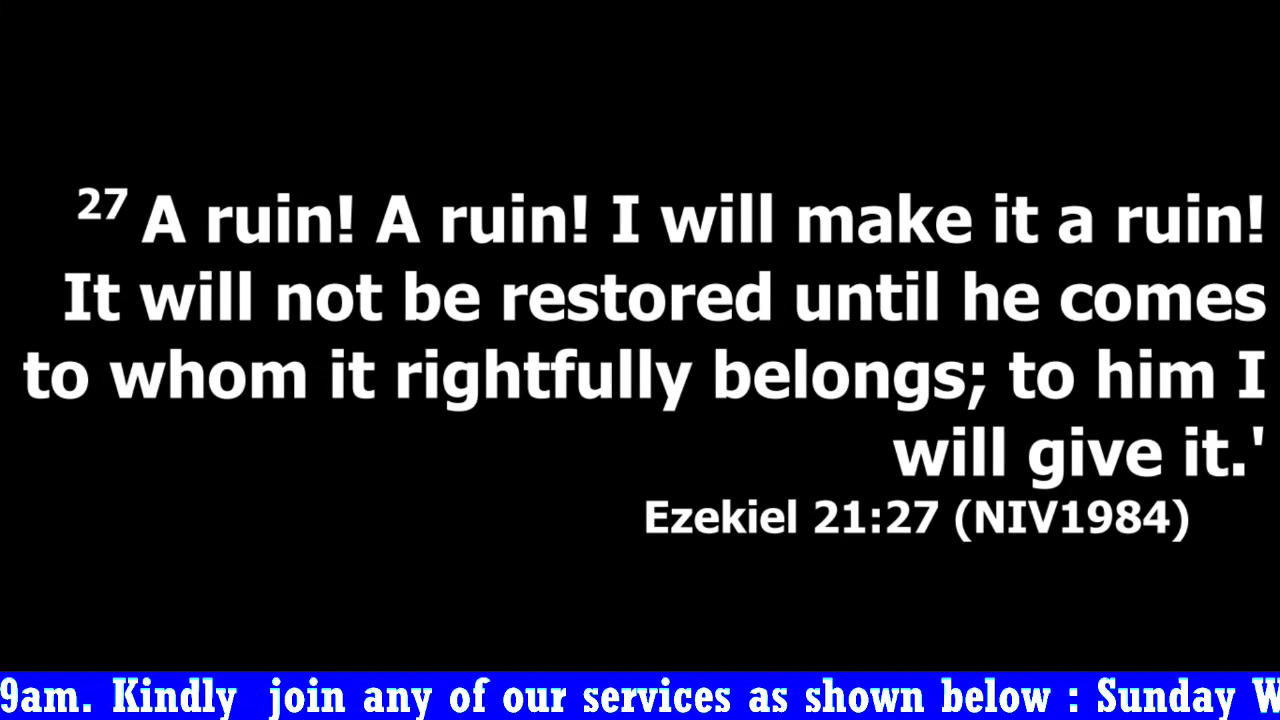 27 A ruin! A ruin! I will make it a ruin!
It will not be restored until he comes
to whom it rightfully belongs; to him I
will give it.'
Ezekiel 21:27 (NIV1984)
9am. Kindly  join any of our services as shown below : Sunday W